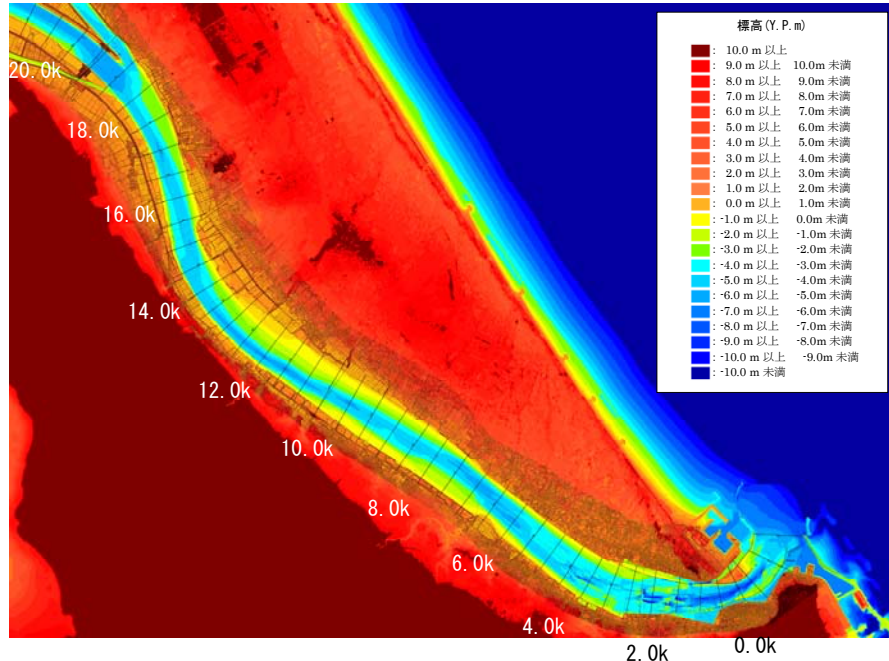 標高(Y.P.m)
: 10.0 m 以上
: 9.0 m 以上 10.0m 未満
: 8.0 m 以上 9.0m 未満
: 7.0 m 以上 8.0m 未満
: 6.0 m 以上 7.0m 未満
: 5.0 m 以上 6.0m 未満
: 4.0 m 以上 5.0m 未満
: 3.0 m 以上 4.0m 未満
: 2.0 m 以上 3.0m 未満
: 1.0 m 以上 2.0m 未満
: 0.0 m 以上 1.0m 未満
: -1.0 m 以上 0.0m 未満
: -2.0 m 以上 -1.0m 未満
: -3.0 m 以上 -2.0m 未満
: -4.0 m 以上 -3.0m 未満
: -5.0 m 以上 -4.0m 未満
: -6.0 m 以上 -5.0m 未満
: -7.0 m 以上 -6.0m 未満
: -8.0 m 以上 -7.0m 未満
: -9.0 m 以上 -8.0m 未満
: -10.0 m 以上 -9.0m 未満
: -10.0 m 未満
20.0k
18.0k
16.0k
14.0k
12.0k
10.0k
8.0k
6.0k
4.0k
2.0k
0.0k